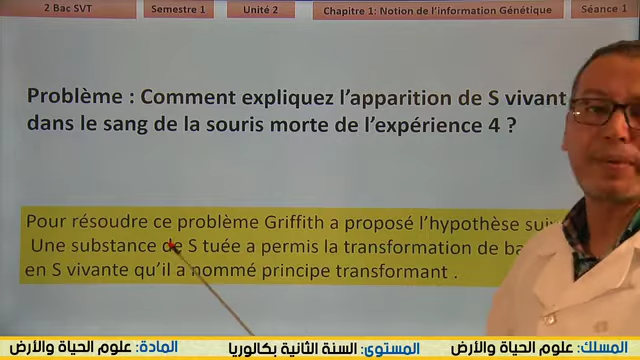 2 Bac SVT
Semestre 1
Unité 2
Chapitre 1: Notion de l'information Génétique
Séance 1
Problème : Comment expliquez l'apparition de S vivant
dans le sang de la souris morte de l'expérience 4 ?
Pour résoudre ce problème Griffith a proposé l'hypothèse
Une substance de S tuée a permis la transformation de
en S vivante qu'il a nommé principe transformant .
المسلك: علوم الحياة والأرض
المستوى: السنة الثانية بكالوريا
المادة: علوم الحياة والأرض